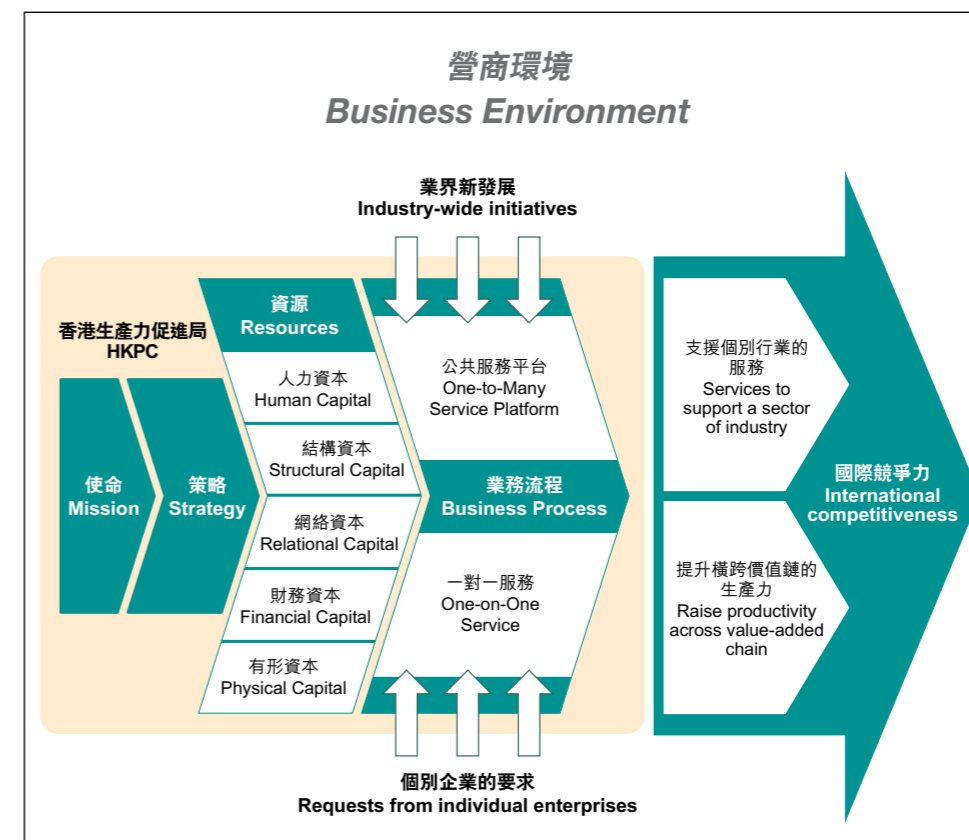 營商環境
Business Environment
業界新發展
Industry-wide initiatives
香港生產力促進局
HKPC
使命
Mission
策略
Strategy
資源
Resources
人力資本
Human Capital
結構資本
Structural Capital
網絡資本
Relational Capital
財務資本
Financial Capital
有形資本
Physical Capital
公共服務平台
One-to-Many
Service Platform
業務流程
Business Process
一對一服務
One-on-One
Service
個別企業的要求
Requests from individual enterprises
支援個別行業的
服務
Services to
support a sector
of industry
提升橫跨價值鏈的
生產力
Raise productivity
across value-added
chain
國際競爭力
International
competitiveness